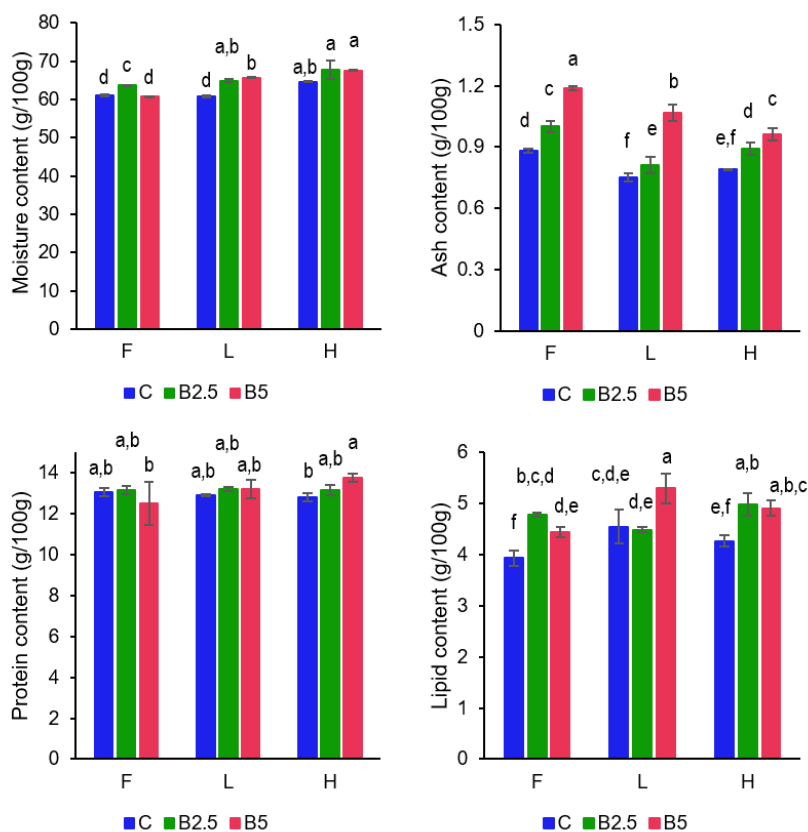 Moisture content (g/100g)
80
70
60
50
40
30
20
10
0
d c d
a,b
d b
a,b a a
F L H
C B2.5 B5
Ash content (g/100g)
1.5
1.2
0.9
0.6
0.3
0
d c a
f e b
e,f d c
F L H
C B2.5 B5
Protein content (g/100g)
14
12
10
8
6
4
2
0
a,b a,b b
a,b a,b a,b
b a,b a
F L H
C B2.5 B5
Lipid content (g/100g)
6
5
4
3
2
1
0
f b,c,d d,e
c,d,e d,e a
e,f a,b a,b,c
F L H
C B2.5 B5